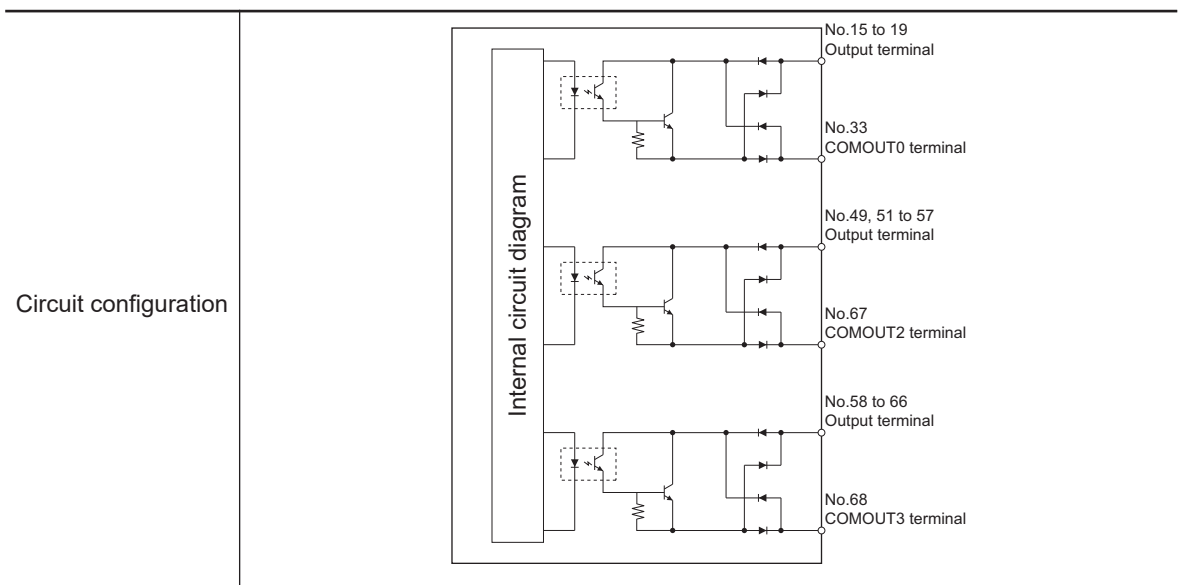 Circuit configuration
Internal circuit diagram
No.15 to 19
Output terminal
No.33
COMOUT0 terminal
No.49, 51 to 57
Output terminal
No.67
COMOUT2 terminal
No.58 to 66
Output terminal
No.68
COMOUT3 terminal